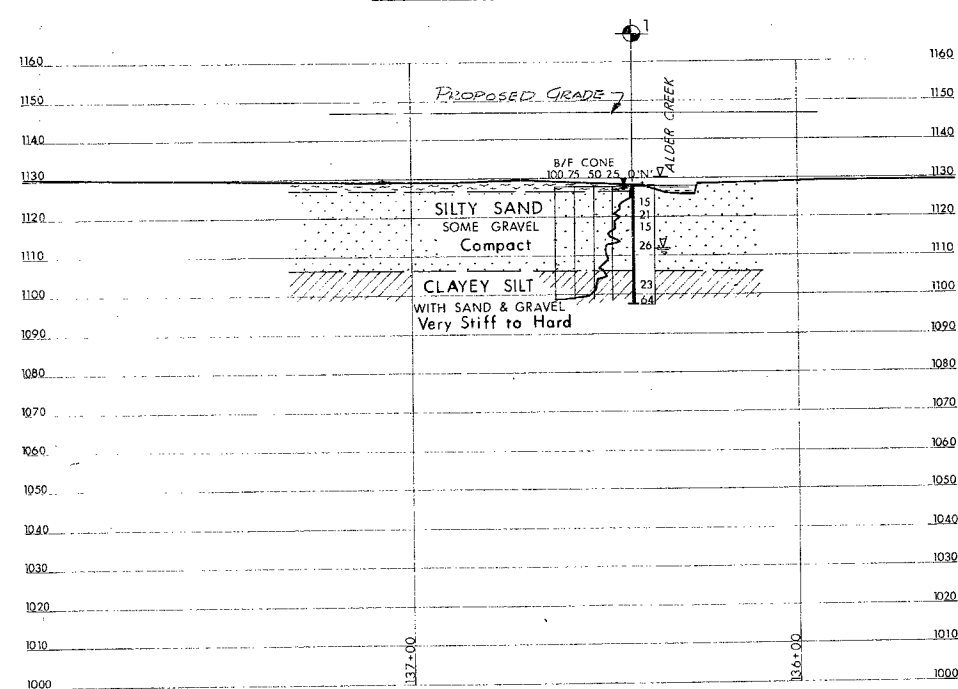 1
1160 1160
PROPOSED GRADE
1150 1150
ALDER CREEK
1140 1140
B/F CONE
100 75 50 25 0 'N'
1130 1130
15
SILTY SAND
21
1120 1120
SOME GRAVEL
15
Compact
26
1110 1110
CLAYEY SILT
23
1100 1100
64
WITH SAND & GRAVEL
Very Stiff to Hard
1090 1090
1080 1080
1070 1070
1060 1060
1050 1050
1040 1040
1030 1030
1020 1020
1010 1010
137+00
136+00
1000 1000